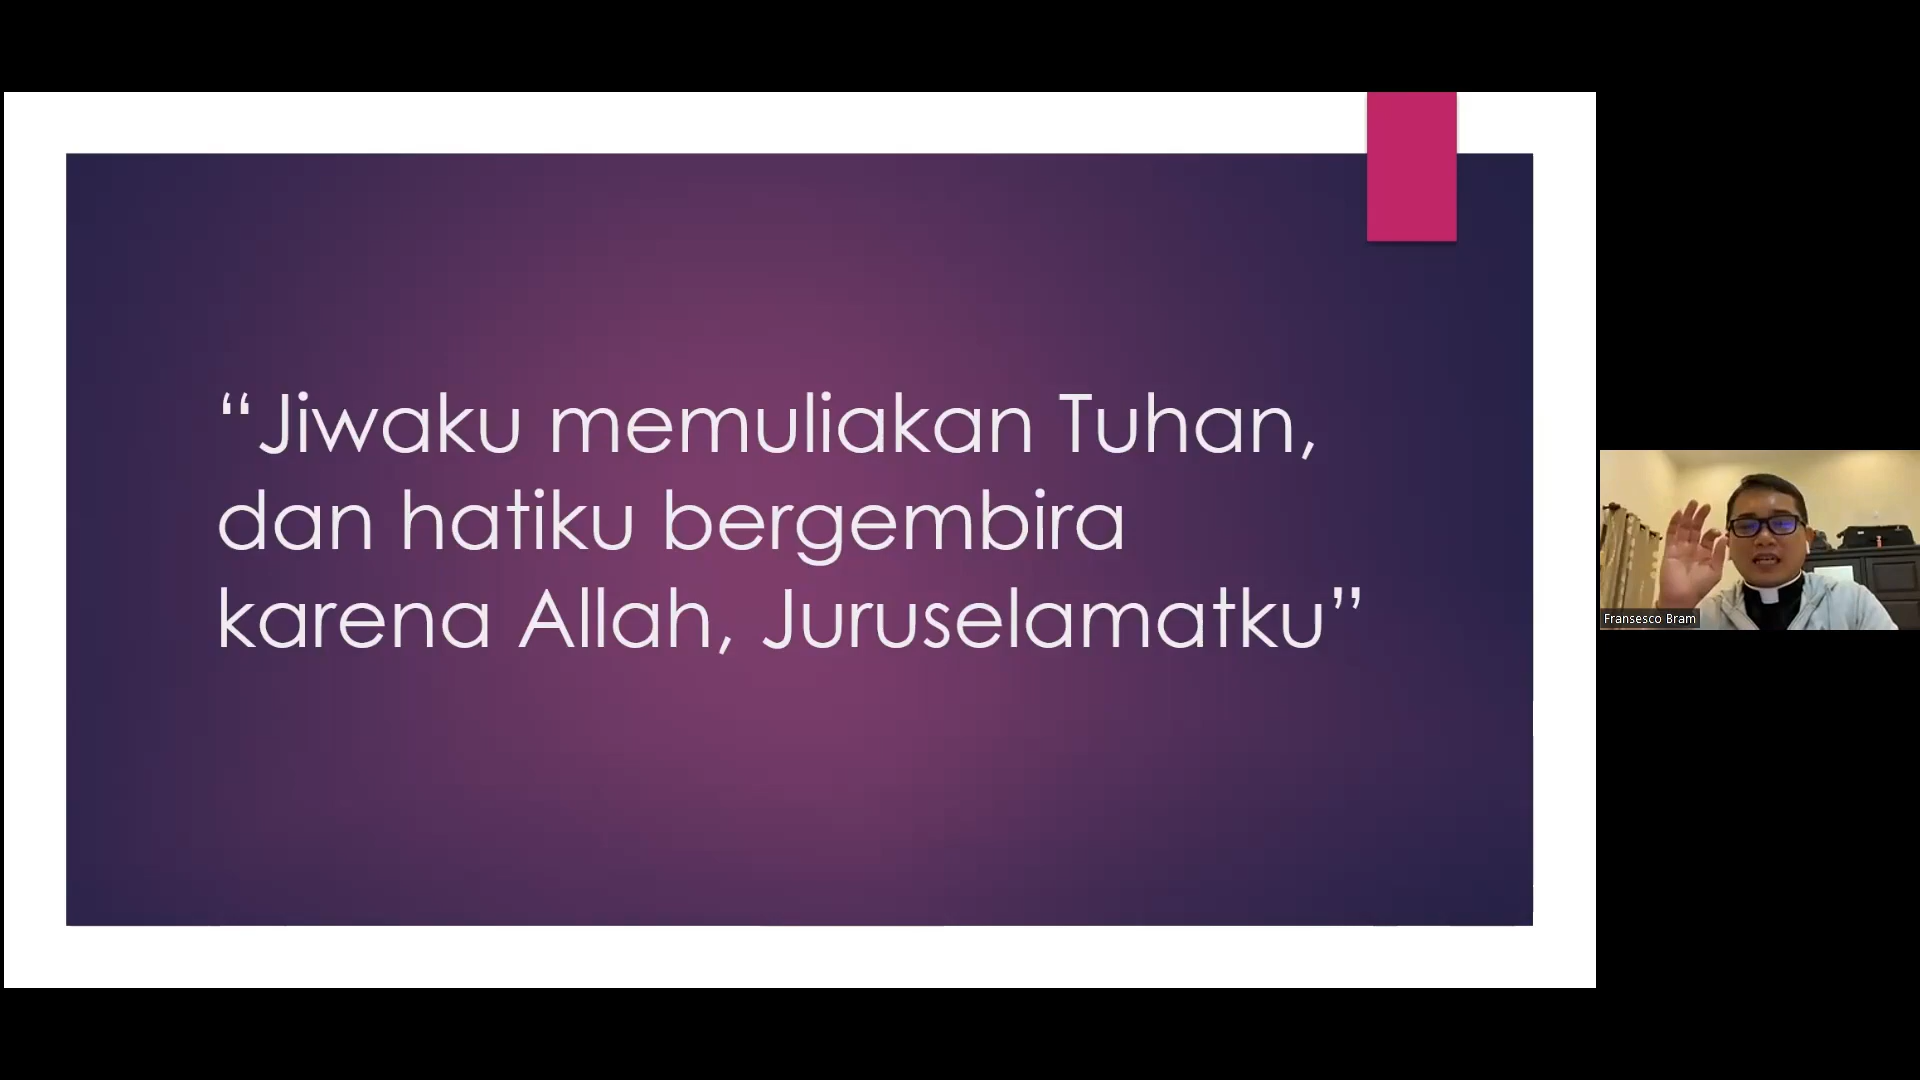 “Jiwaku memuliakan Tuhan,
dan hatiku bergembira
karena Allah, Juruselamatku”
Fransesco Bram